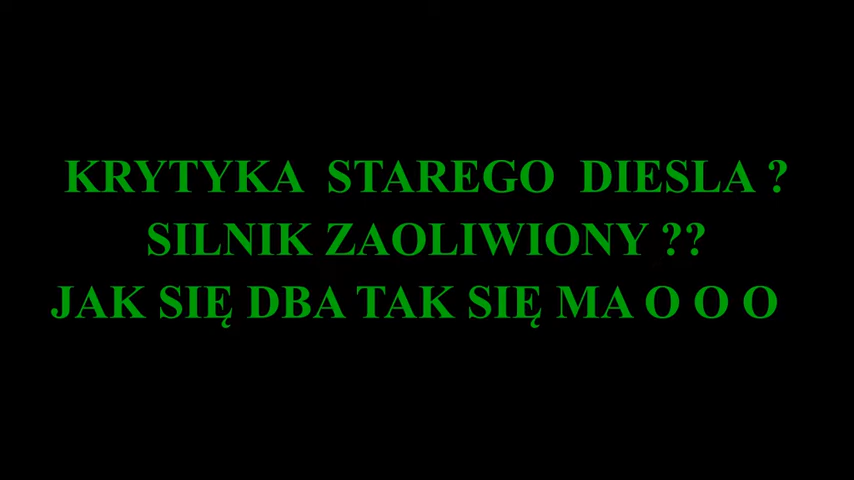 KRYTYKA STAREGO DIESLA ?
SILNIK ZAOLIWIONY ??
JAK SIĘ DBA TAK SIĘ MA O O O